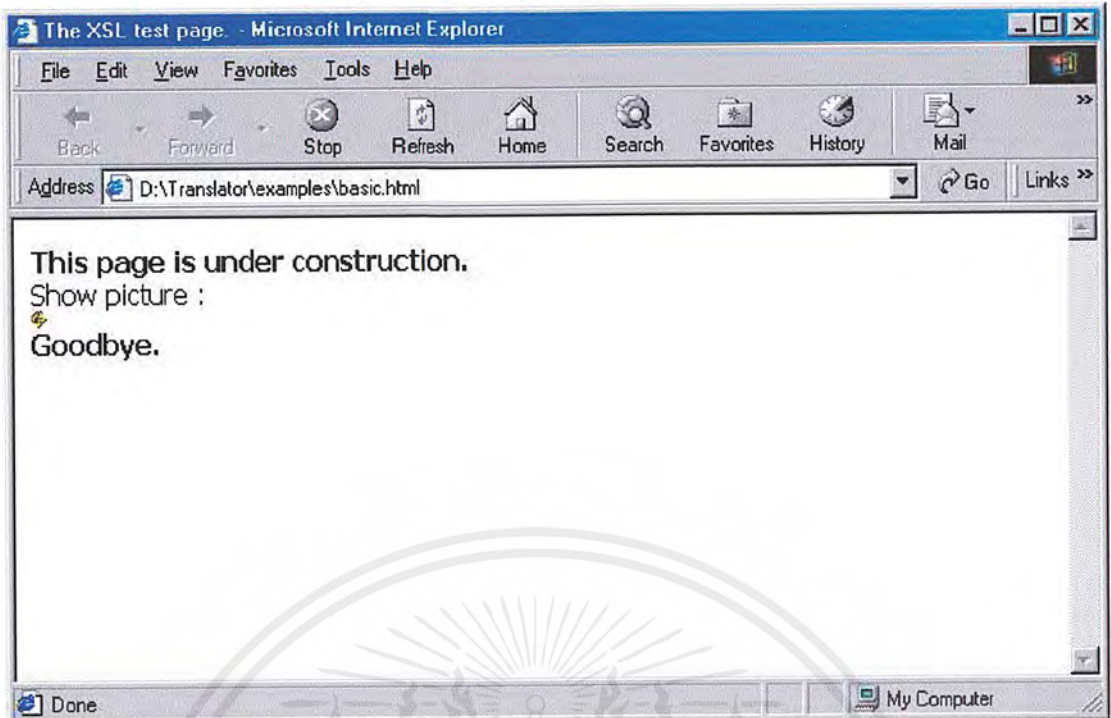 The XSL test page. - Microsoft Internet Explorer
File Edit View Favorites Tools Help
»
Back Forward Stop Refresh Home Search Favorites History Mail
Address D:\Translator\examples\basic.html Go Links »
This page is under construction.
Show picture :
Goodbye.
Done My Computer